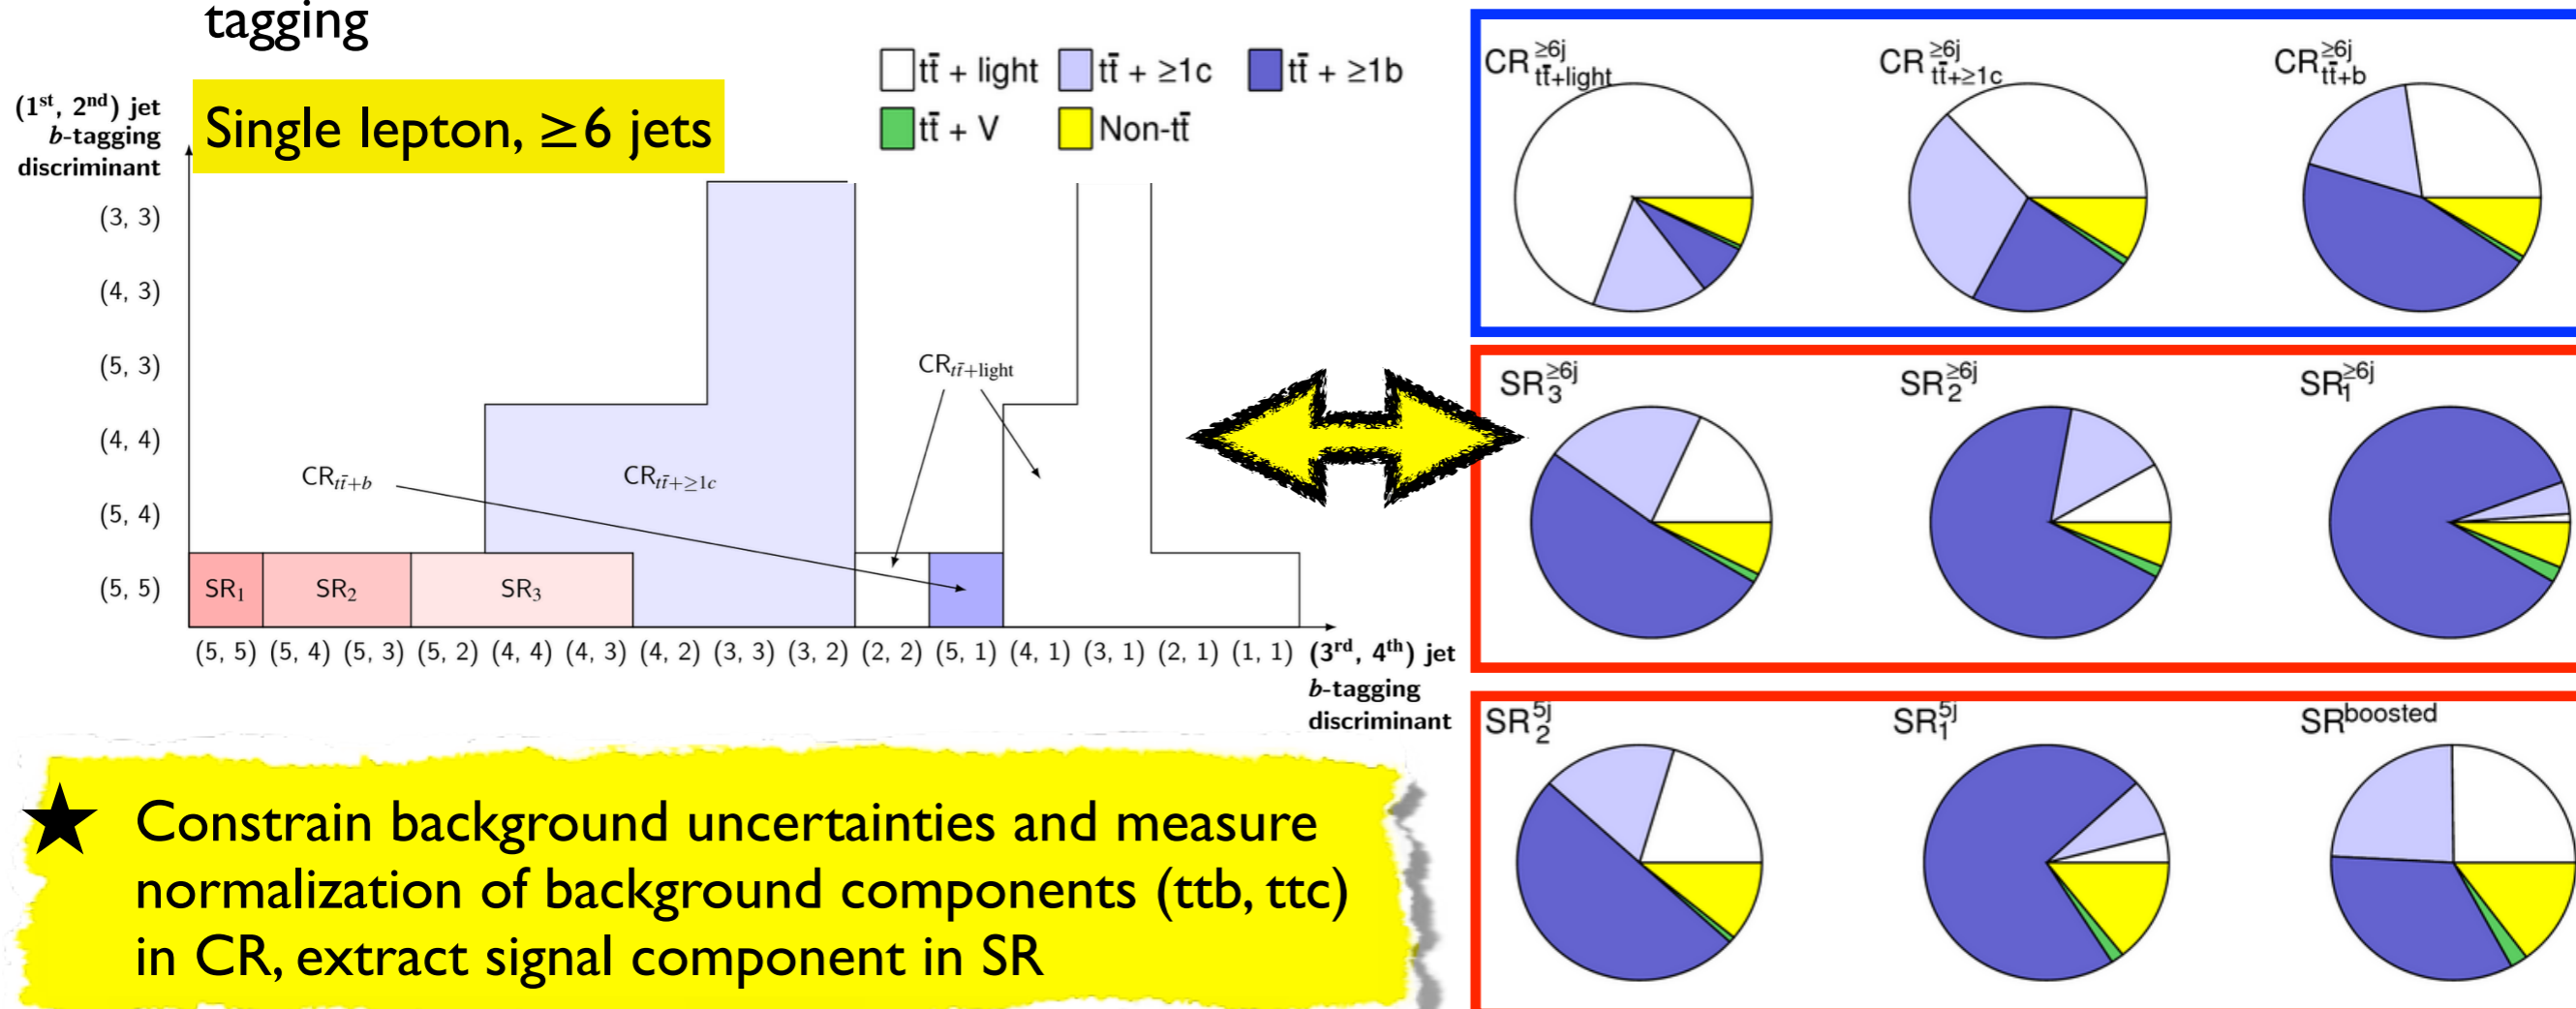 tagging
(1st, 2nd) jet
b-tagging
discriminant
Single lepton, ≥6 jets
tt̄ + light
tt̄ + ≥1c
tt̄ + ≥1b
tt̄ + V
Non-tt̄
(3, 3)
(4, 3)
(5, 3)
(4, 4)
(5, 4)
(5, 5)
CRtt̄+light
CRtt̄+b
CRtt̄+≥1c
SR1
SR2
SR3
(5, 5) (5, 4) (5, 3) (5, 2) (4, 4) (4, 3) (4, 2) (3, 3) (3, 2) (2, 2) (5, 1) (4, 1) (3, 1) (2, 1) (1, 1)
(3rd, 4th) jet
b-tagging
discriminant
CR≥6j tt̄+light
CR≥6j tt̄+≥1c
CR≥6j tt̄+b
SR≥6j 3
SR≥6j 2
SR≥6j 1
SR5j 2
SR5j 1
SRboosted
★ Constrain background uncertainties and measure
normalization of background components (ttb, ttc)
in CR, extract signal component in SR